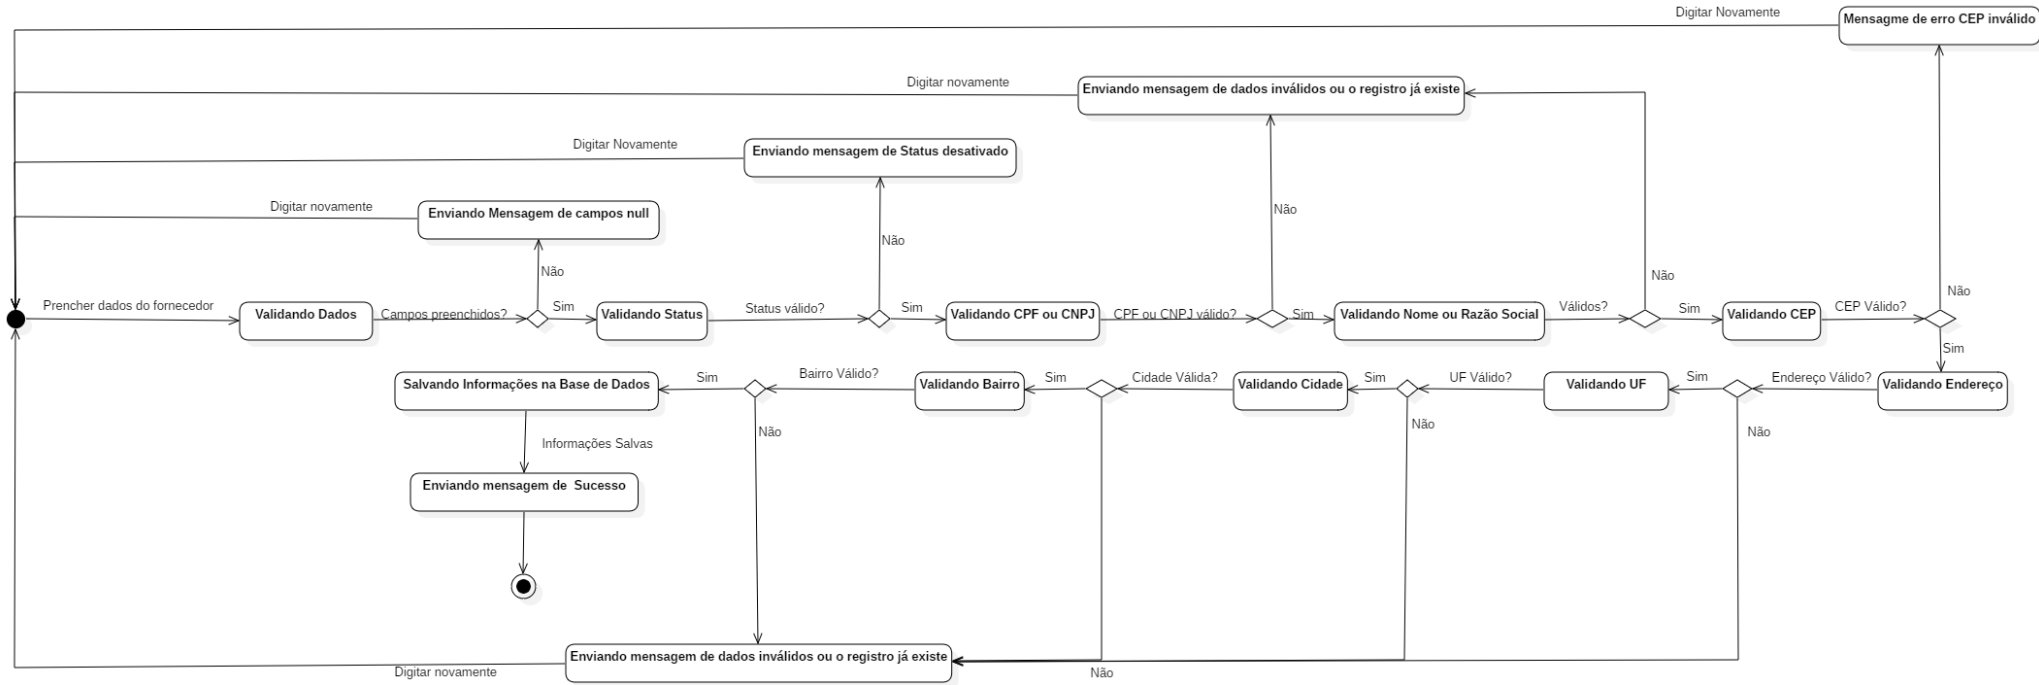 Digitar Novamente
Mensagme de erro CEP inválido
Digitar novamente
Enviando mensagem de dados inválidos ou o registro já existe
Digitar Novamente
Enviando mensagem de Status desativado
Não
Digitar novamente
Enviando Mensagem de campos null
Não
Não
Não
Não
Prencher dados do fornecedor
Validando Dados
Campos preenchidos?
Sim
Validando Status
Status válido?
Sim
Validando CPF ou CNPJ
CPF ou CNPJ válido?
Sim
Validando Nome ou Razão Social
Válidos?
Sim
Validando CEP
CEP Válido?
Sim
Salvando Informações na Base de Dados
Sim
Bairro Válido?
Validando Bairro
Sim
Cidade Válida?
Validando Cidade
Sim
UF Válido?
Validando UF
Sim
Endereço Válido?
Validando Endereço
Não
Não
Não
Informações Salvas
Enviando mensagem de Sucesso
Enviando mensagem de dados inválidos ou o registro já existe
Digitar novamente
Não